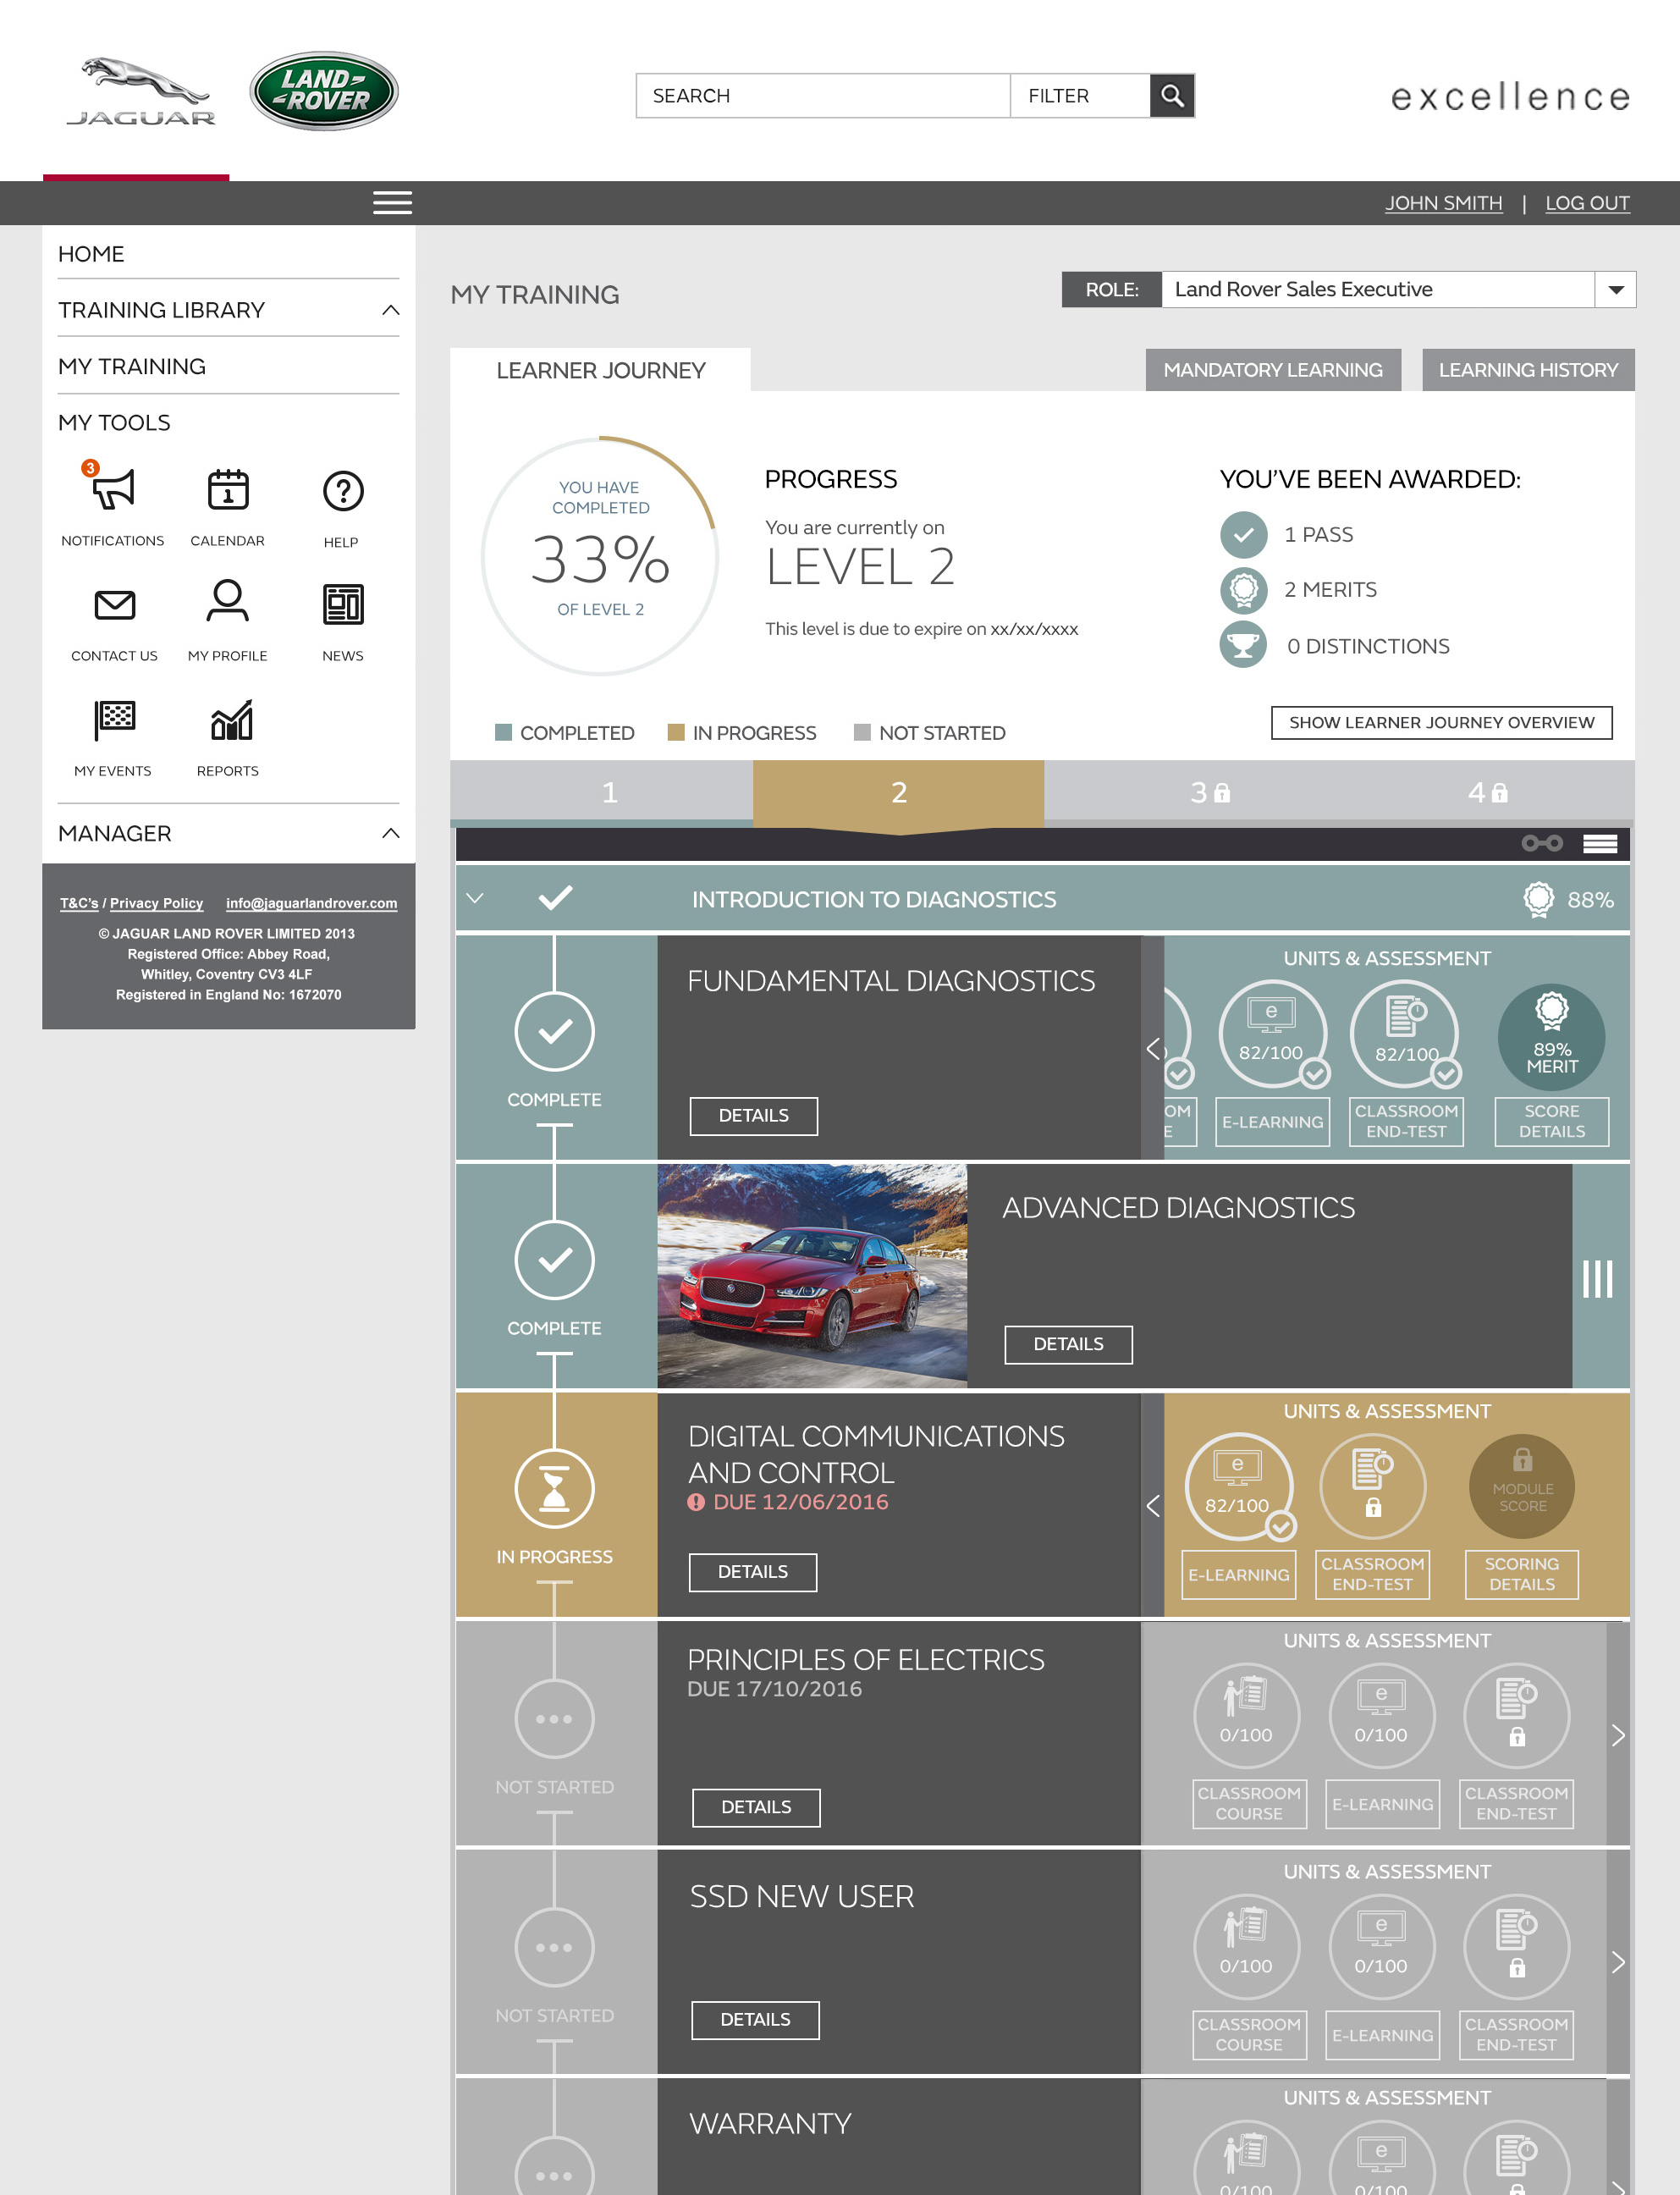 JAGUAR
LAND-
-ROVER
SEARCH
FILTER
excellence
JOHN SMITH | LOG OUT
HOME
TRAINING LIBRARY
MY TRAINING
MY TOOLS
3
1
NOTIFICATIONS
CALENDAR
HELP
CONTACT US
MY PROFILE
NEWS
MY EVENTS
REPORTS
MANAGER
T&C's / Privacy Policy info@jaguarlandrover.com
© JAGUAR LAND ROVER LIMITED 2013
Registered Office: Abbey Road,
Whitley, Coventry CV3 4LF
Registered in England No: 1672070
MY TRAINING
ROLE: Land Rover Sales Executive
LEARNER JOURNEY
MANDATORY LEARNING
LEARNING HISTORY
YOU HAVE
COMPLETED
33%
OF LEVEL 2
PROGRESS
You are currently on
LEVEL 2
This level is due to expire on xx/xx/xxxx
YOU'VE BEEN AWARDED:
1 PASS
2 MERITS
0 DISTINCTIONS
COMPLETED
IN PROGRESS
NOT STARTED
SHOW LEARNER JOURNEY OVERVIEW
1
2
3
4
INTRODUCTION TO DIAGNOSTICS
88%
COMPLETE
FUNDAMENTAL DIAGNOSTICS
DETAILS
UNITS & ASSESSMENT
e
82/100
82/100
89%
MERIT
OM
E
E-LEARNING
CLASSROOM
END-TEST
SCORE
DETAILS
COMPLETE
ADVANCED DIAGNOSTICS
DETAILS
IN PROGRESS
DIGITAL COMMUNICATIONS
AND CONTROL
! DUE 12/06/2016
DETAILS
UNITS & ASSESSMENT
e
82/100
MODULE
SCORE
E-LEARNING
CLASSROOM
END-TEST
SCORING
DETAILS
NOT STARTED
PRINCIPLES OF ELECTRICS
DUE 17/10/2016
DETAILS
UNITS & ASSESSMENT
e
0/100
0/100
CLASSROOM
COURSE
E-LEARNING
CLASSROOM
END-TEST
NOT STARTED
SSD NEW USER
DETAILS
UNITS & ASSESSMENT
e
0/100
0/100
CLASSROOM
COURSE
E-LEARNING
CLASSROOM
END-TEST
WARRANTY
UNITS & ASSESSMENT
e
0/100
0/100